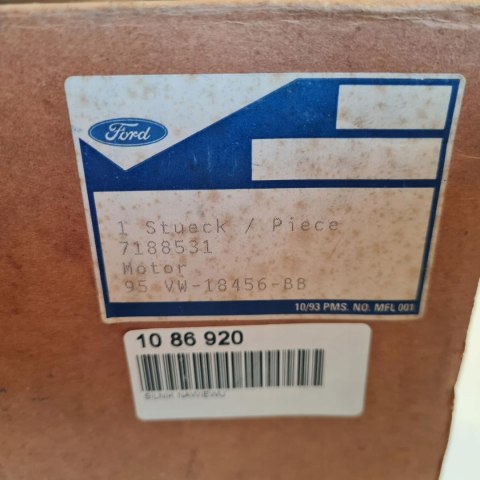 Ford
1 Stueck / Piece
7188531
Motor
95 VW-18456-BB
10/93 PMS. NO. MFL 001
10 86 920